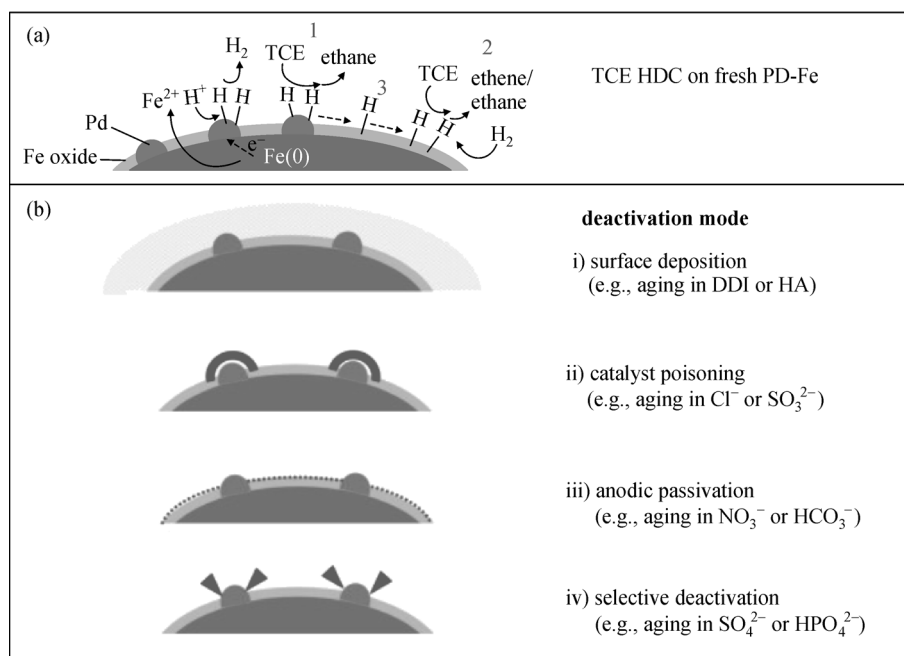 (a)
H₂
1
TCE
ethane
2
TCE
ethene/
ethane
TCE HDC on fresh PD-Fe
Fe²⁺
H⁺
H H
H H
H
3
H H
H₂
Pd
Fe oxide
e⁻
Fe(0)
(b)
deactivation mode
i) surface deposition
(e.g., aging in DDI or HA)
ii) catalyst poisoning
(e.g., aging in Cl⁻ or SO₃²⁻)
iii) anodic passivation
(e.g., aging in NO₃⁻ or HCO₃⁻)
iv) selective deactivation
(e.g., aging in SO₄²⁻ or HPO₄²⁻)